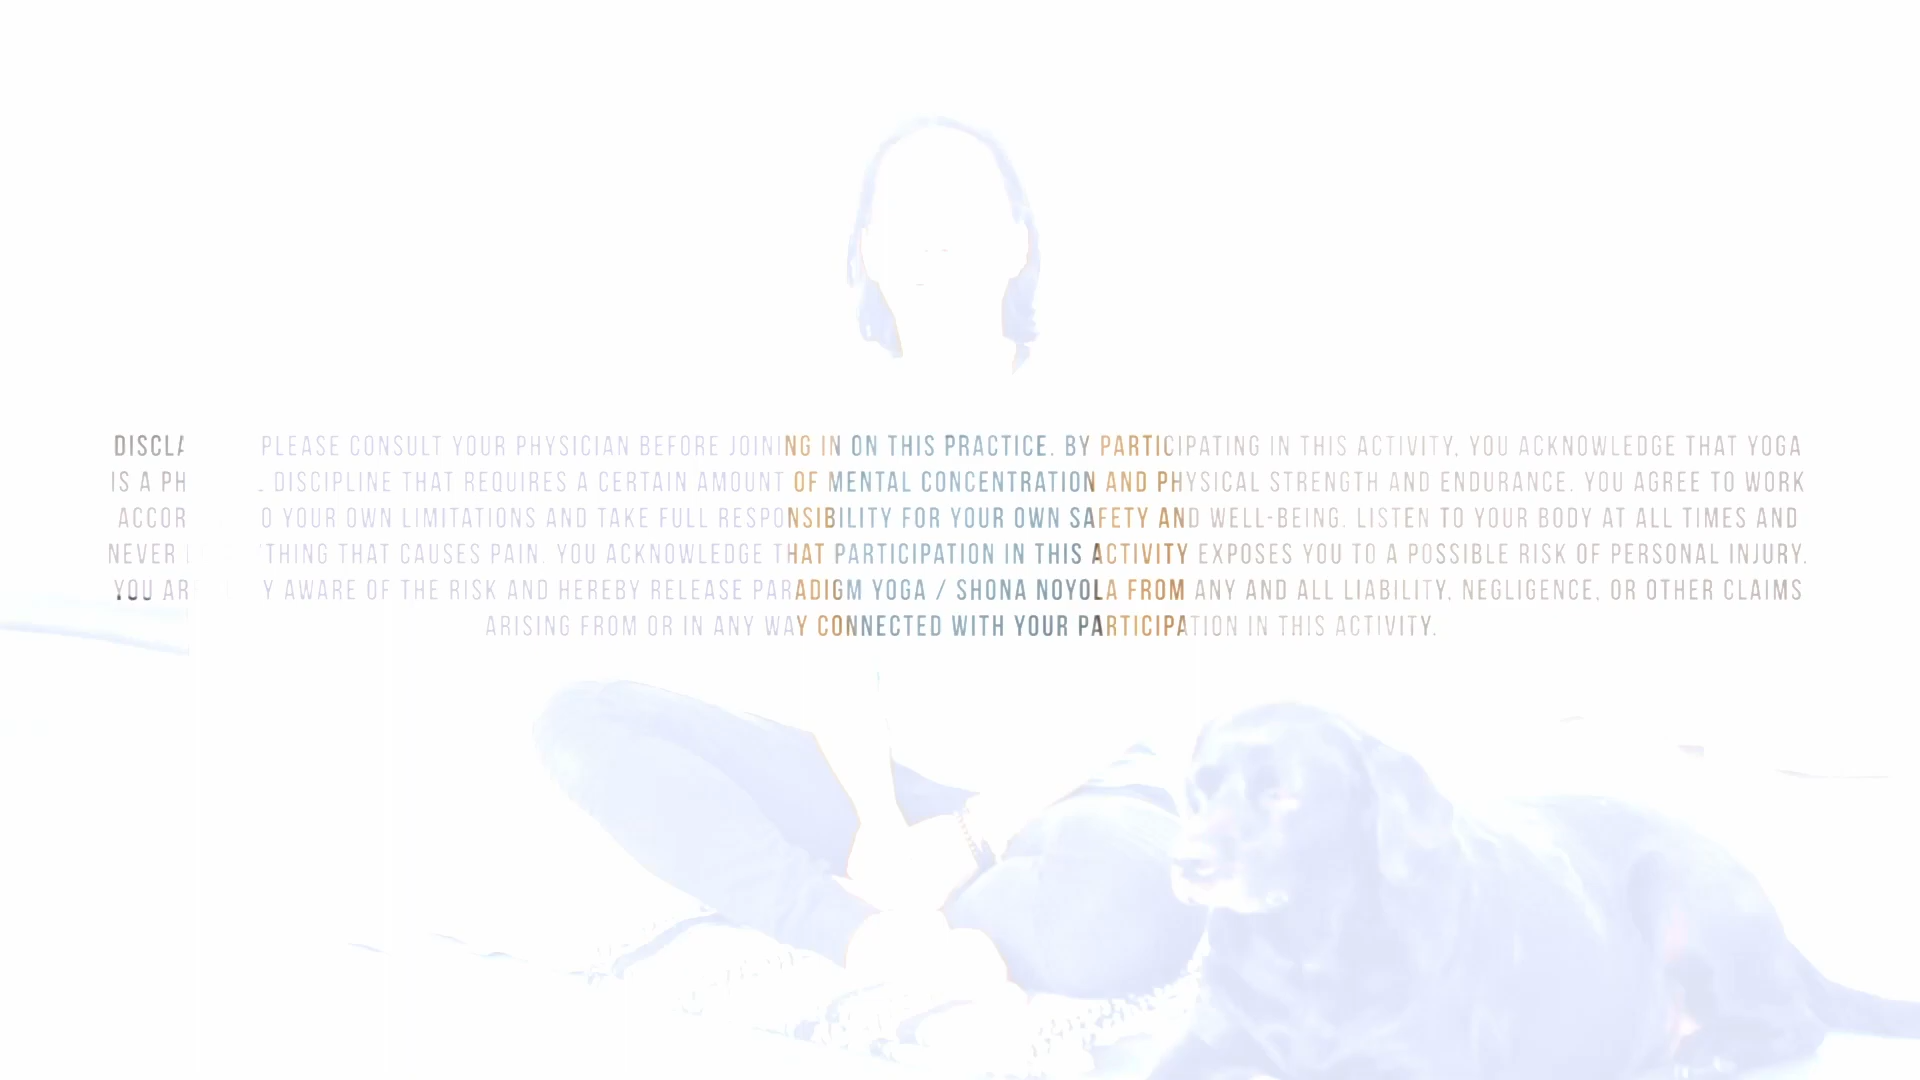 PLEASE CONSULT YOUR PHYSICIAN BEFORE JOINING IN ON THIS PRACTICE. BY PARTICIPATING IN THIS ACTIVITY, YOU ACKNOWLEDGE THAT YOGA
IS A DISCIPLINE THAT REQUIRES A CERTAIN AMOUNT OF MENTAL CONCENTRATION AND PHYSICAL STRENGTH AND ENDURANCE. YOU AGREE TO WORK
YOUR OWN LIMITATIONS AND TAKE FULL RESPONSIBILITY FOR YOUR OWN SAFETY AND WELL-BEING. LISTEN TO YOUR BODY AT ALL TIMES AND
NEVER THAT CAUSES PAIN. YOU ACKNOWLEDGE THAT PARTICIPATION IN THIS ACTIVITY EXPOSES YOU TO A POSSIBLE RISK OF PERSONAL INJURY.
YOU AWARE OF THE RISK AND HEREBY RELEASE PARADIGM YOGA / SHONA NOYOLA FROM ANY AND ALL LIABILITY, NEGLIGENCE, OR OTHER CLAIMS
ARISING FROM OR IN ANY WAY CONNECTED WITH YOUR PARTICIPATION IN THIS ACTIVITY.